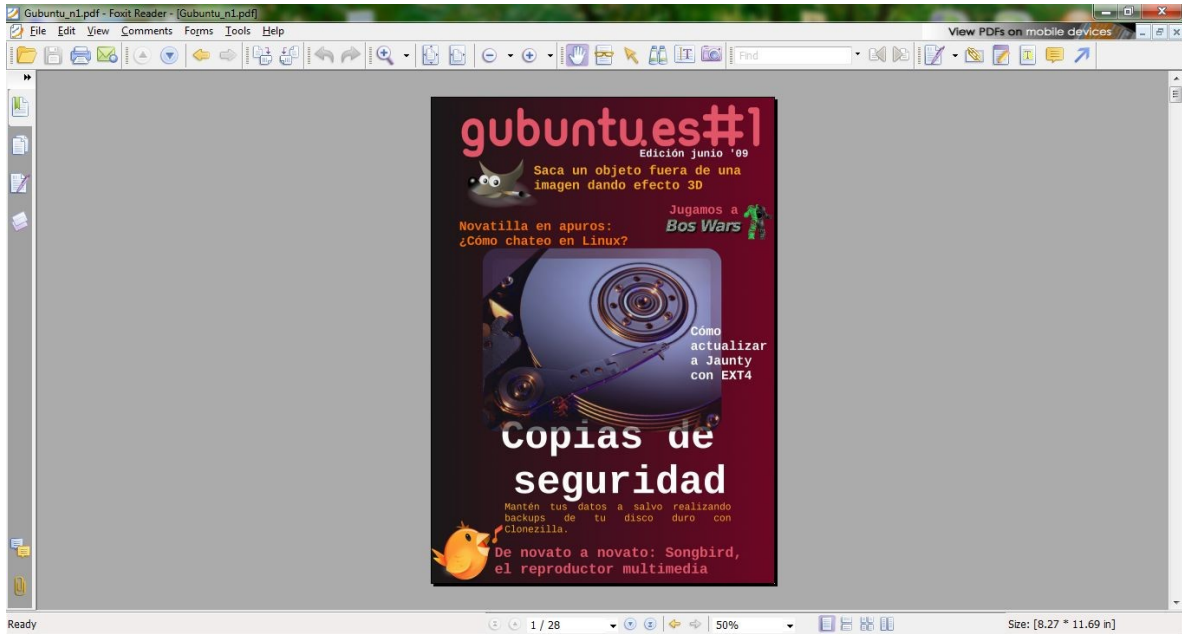 Gubuntu_n1.pdf - Foxit Reader - [Gubuntu_n1.pdf]
File Edit View Comments Forms Tools Help
View PDFs on mobile devices
Find
gubuntu.es#1
Edición junio '09
Saca un objeto fuera de una
imagen dando efecto 3D
Jugamos a
Bos Wars
Novatilla en apuros:
¿Cómo chateo en Linux?
Cómo
actualizar
a Jaunty
con EXT4
Copias de
seguridad
Mantén tus datos a salvo realizando
backups de tu disco duro con
Clonezilla.
De novato a novato: Songbird,
el reproductor multimedia
Ready
1 / 28
50%
Size: [8.27 * 11.69 in]